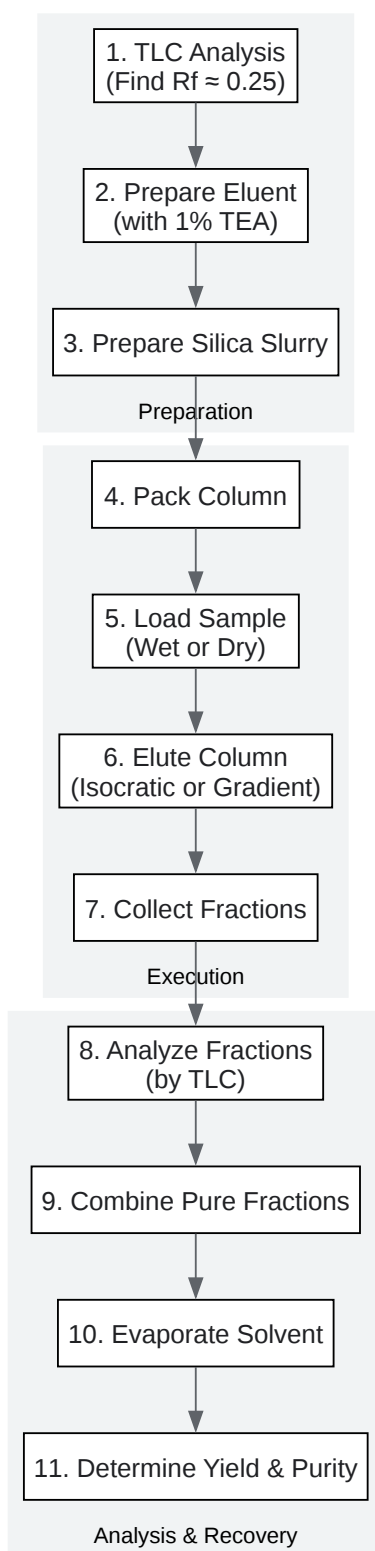 1. TLC Analysis
(Find Rf ≈ 0.25)
2. Prepare Eluent
(with 1% TEA)
3. Prepare Silica Slurry
Preparation
4. Pack Column
5. Load Sample
(Wet or Dry)
6. Elute Column
(Isocratic or Gradient)
7. Collect Fractions
Execution
8. Analyze Fractions
(by TLC)
9. Combine Pure Fractions
10. Evaporate Solvent
11. Determine Yield & Purity
Analysis & Recovery